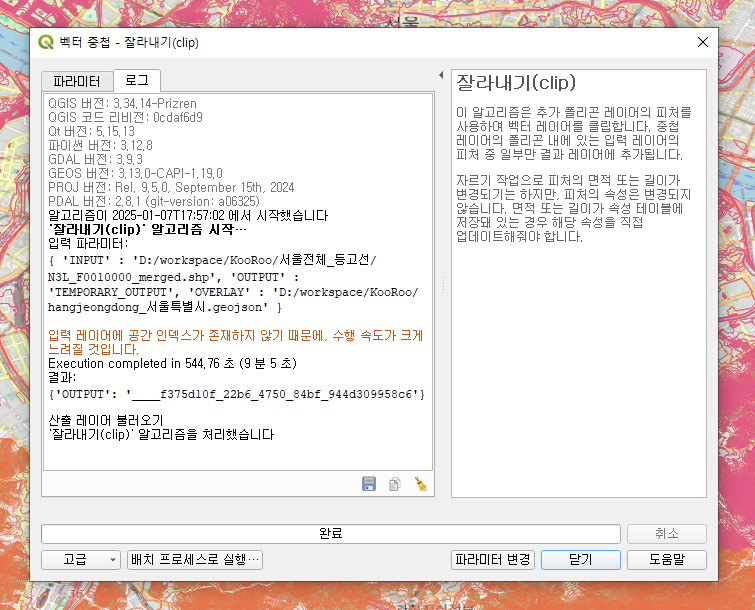 서울
벡터 중첩 - 잘라내기(clip)
파라미터
로그
QGIS 버전: 3.34.14-Prizren
QGIS 코드 리비전: 0cdaf6d9
Qt 버전: 5.15.13
파이썬 버전: 3.12.8
GDAL 버전: 3.9.3
GEOS 버전: 3.13.0-CAPI-1.19.0
PROJ 버전: Rel. 9.5.0, September 15th, 2024
PDAL 버전: 2.8.1 (git-version: a06325)
알고리즘이 2025-01-07T17:57:02 에서 시작했습니다
'잘라내기(clip)' 알고리즘 시작…
입력 파라미터:
{ 'INPUT' : 'D:/workspace/KooRoo/서울전체_등고선/
N3L_F0010000_merged.shp', 'OUTPUT' :
'TEMPORARY_OUTPUT', 'OVERLAY' : 'D:/workspace/KooRoo/
hangjeongdong_서울특별시.geojson' }
입력 레이어에 공간 인덱스가 존재하지 않기 때문에, 수행 속도가 크게
느려질 것입니다.
Execution completed in 544.76 초 (9 분 5 초)
결과:
{'OUTPUT': '____f375d10f_22b6_4750_84bf_944d309958c6'}
산출 레이어 불러오기
'잘라내기(clip)' 알고리즘을 처리했습니다
잘라내기(clip)
이 알고리즘은 추가 폴리곤 레이어의 피처를
사용하여 벡터 레이어를 클립합니다. 중첩
레이어의 폴리곤 내에 있는 입력 레이어의
피처 중 일부만 결과 레이어에 추가됩니다.
자르기 작업으로 피처의 면적 또는 길이가
변경되기는 하지만, 피처의 속성은 변경되지
않습니다. 면적 또는 길이가 속성 테이블에
저장돼 있는 경우 해당 속성을 직접
업데이트해줘야 합니다.
완료
취소
고급
배치 프로세스로 실행…
파라미터 변경
닫기
도움말
36